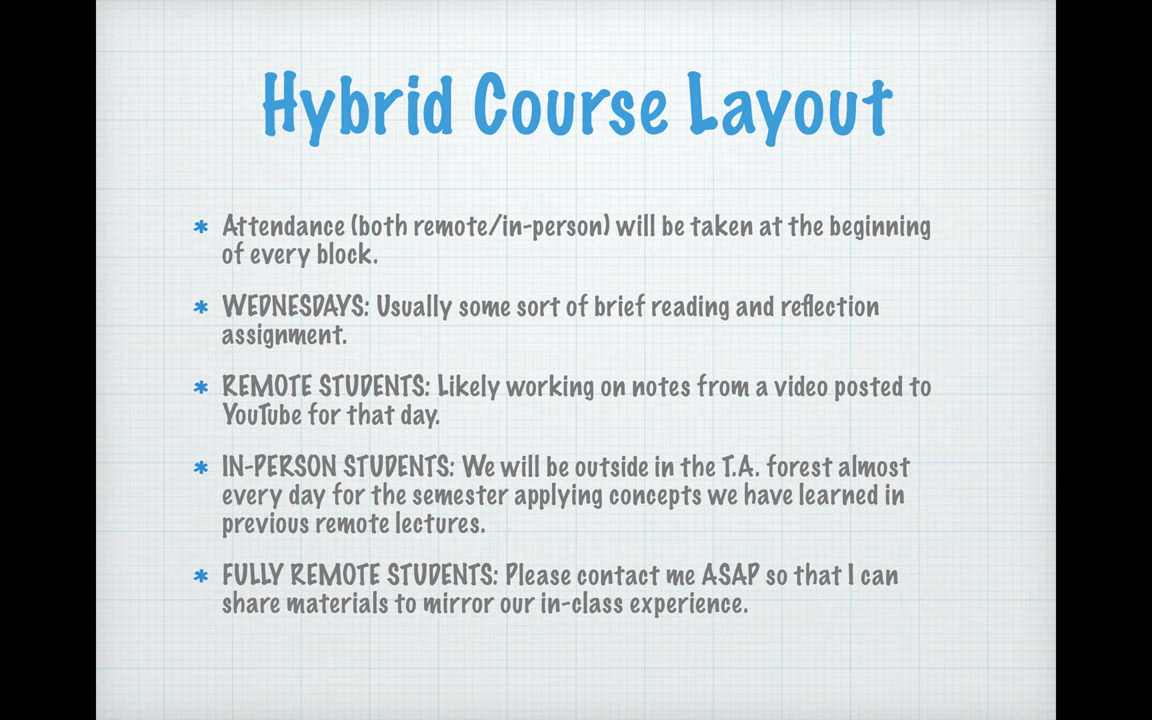 Hybrid Course Layout
* Attendance (both remote/in-person) will be taken at the beginning
of every block.
* WEDNESDAYS: Usually some sort of brief reading and reflection
assignment.
* REMOTE STUDENTS: Likely working on notes from a video posted to
YouTube for that day.
* IN-PERSON STUDENTS: We will be outside in the T.A. forest almost
every day for the semester applying concepts we have learned in
previous remote lectures.
* FULLY REMOTE STUDENTS: Please contact me ASAP so that I can
share materials to mirror our in-class experience.